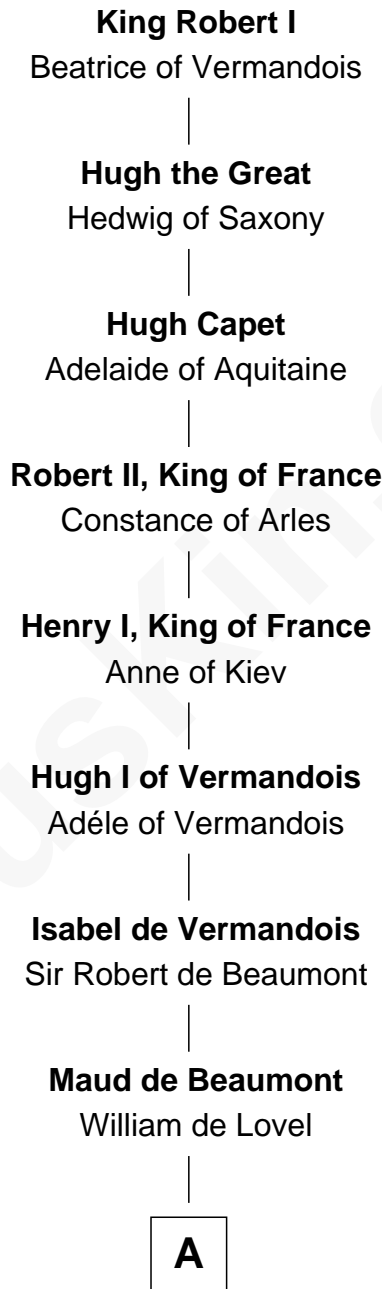 King Robert I
Beatrice of Vermandois
Hugh the Great
Hedwig of Saxony
Hugh Capet
Adelaide of Aquitaine
Robert II, King of France
Constance of Arles
Henry I, King of France
Anne of Kiev
Hugh I of Vermandois
Adéle of Vermandois
Isabel de Vermandois
Sir Robert de Beaumont
Maud de Beaumont
William de Lovel
A